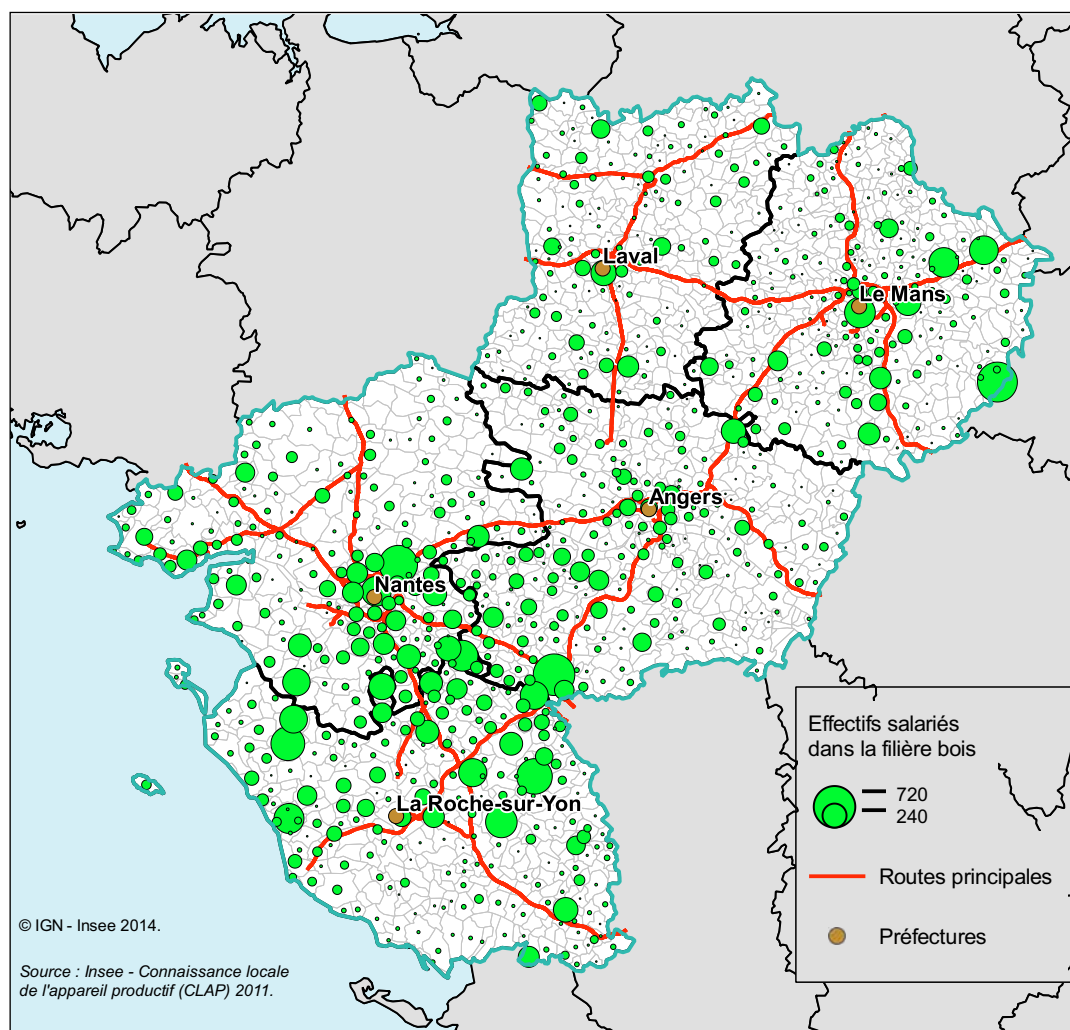 Laval
Le Mans
Angers
Nantes
La Roche-sur-Yon
Effectifs salariés
dans la filière bois
720
240
Routes principales
Préfectures
© IGN - Insee 2014.
Source : Insee - Connaissance locale
de l'appareil productif (CLAP) 2011.